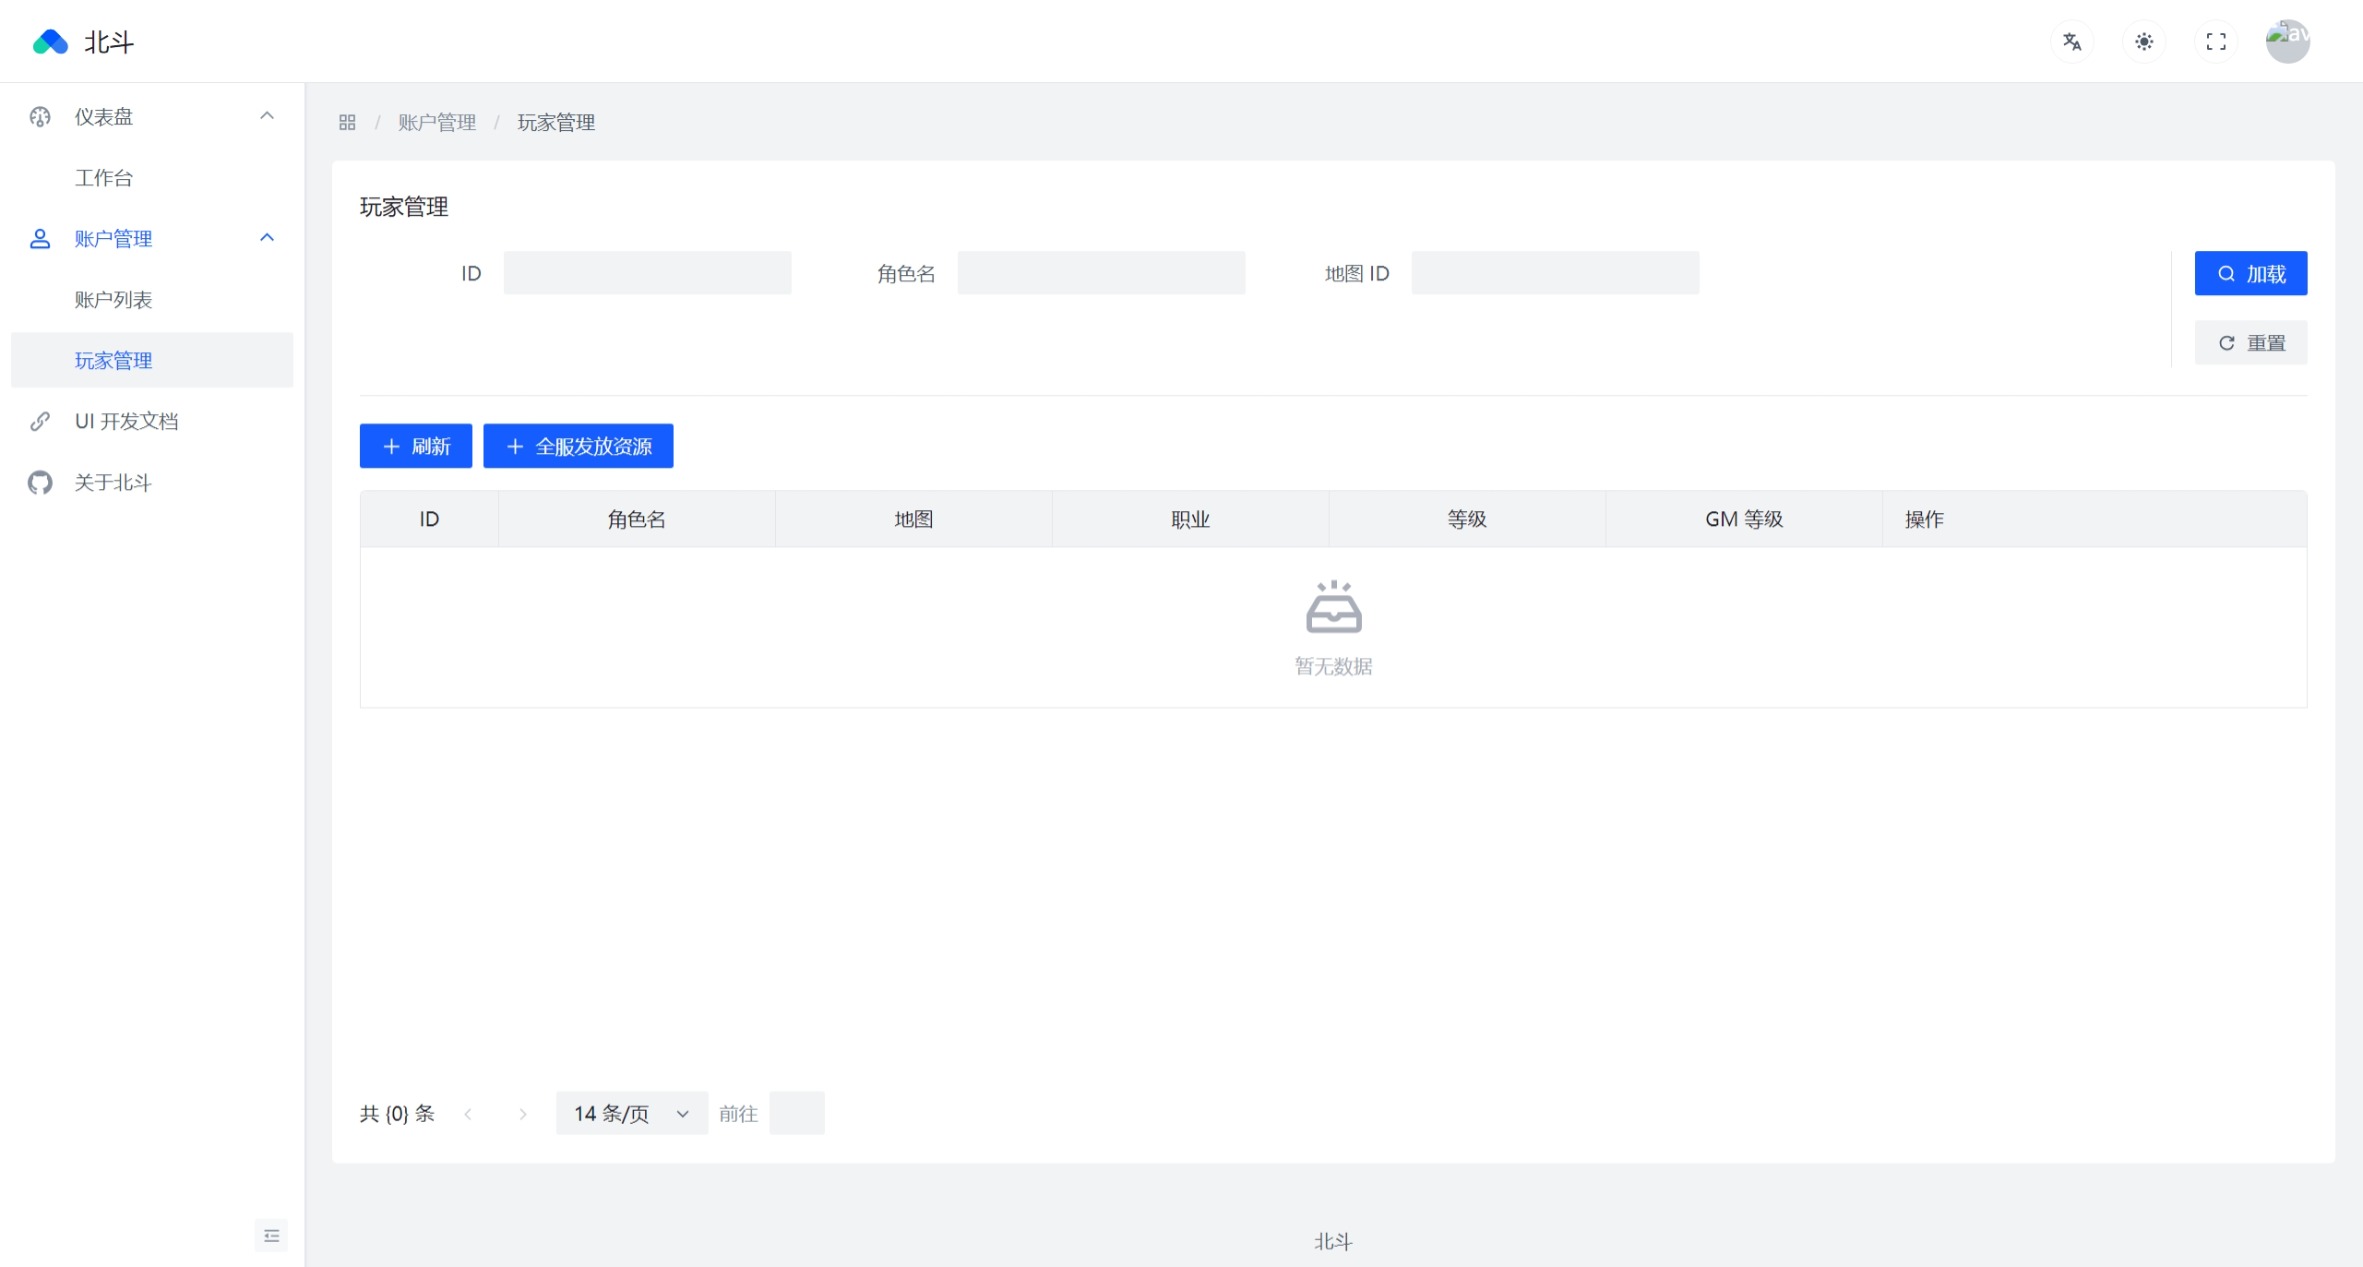 北斗
av
仪表盘
工作台
账户管理
账户列表
玩家管理
UI 开发文档
关于北斗
/ 账户管理 / 玩家管理
玩家管理
ID 角色名 地图 ID 加载
重置
刷新 全服发放资源
ID 角色名 地图 职业 等级 GM 等级 操作
暂无数据
共 {0} 条 14 条/页 前往
北斗